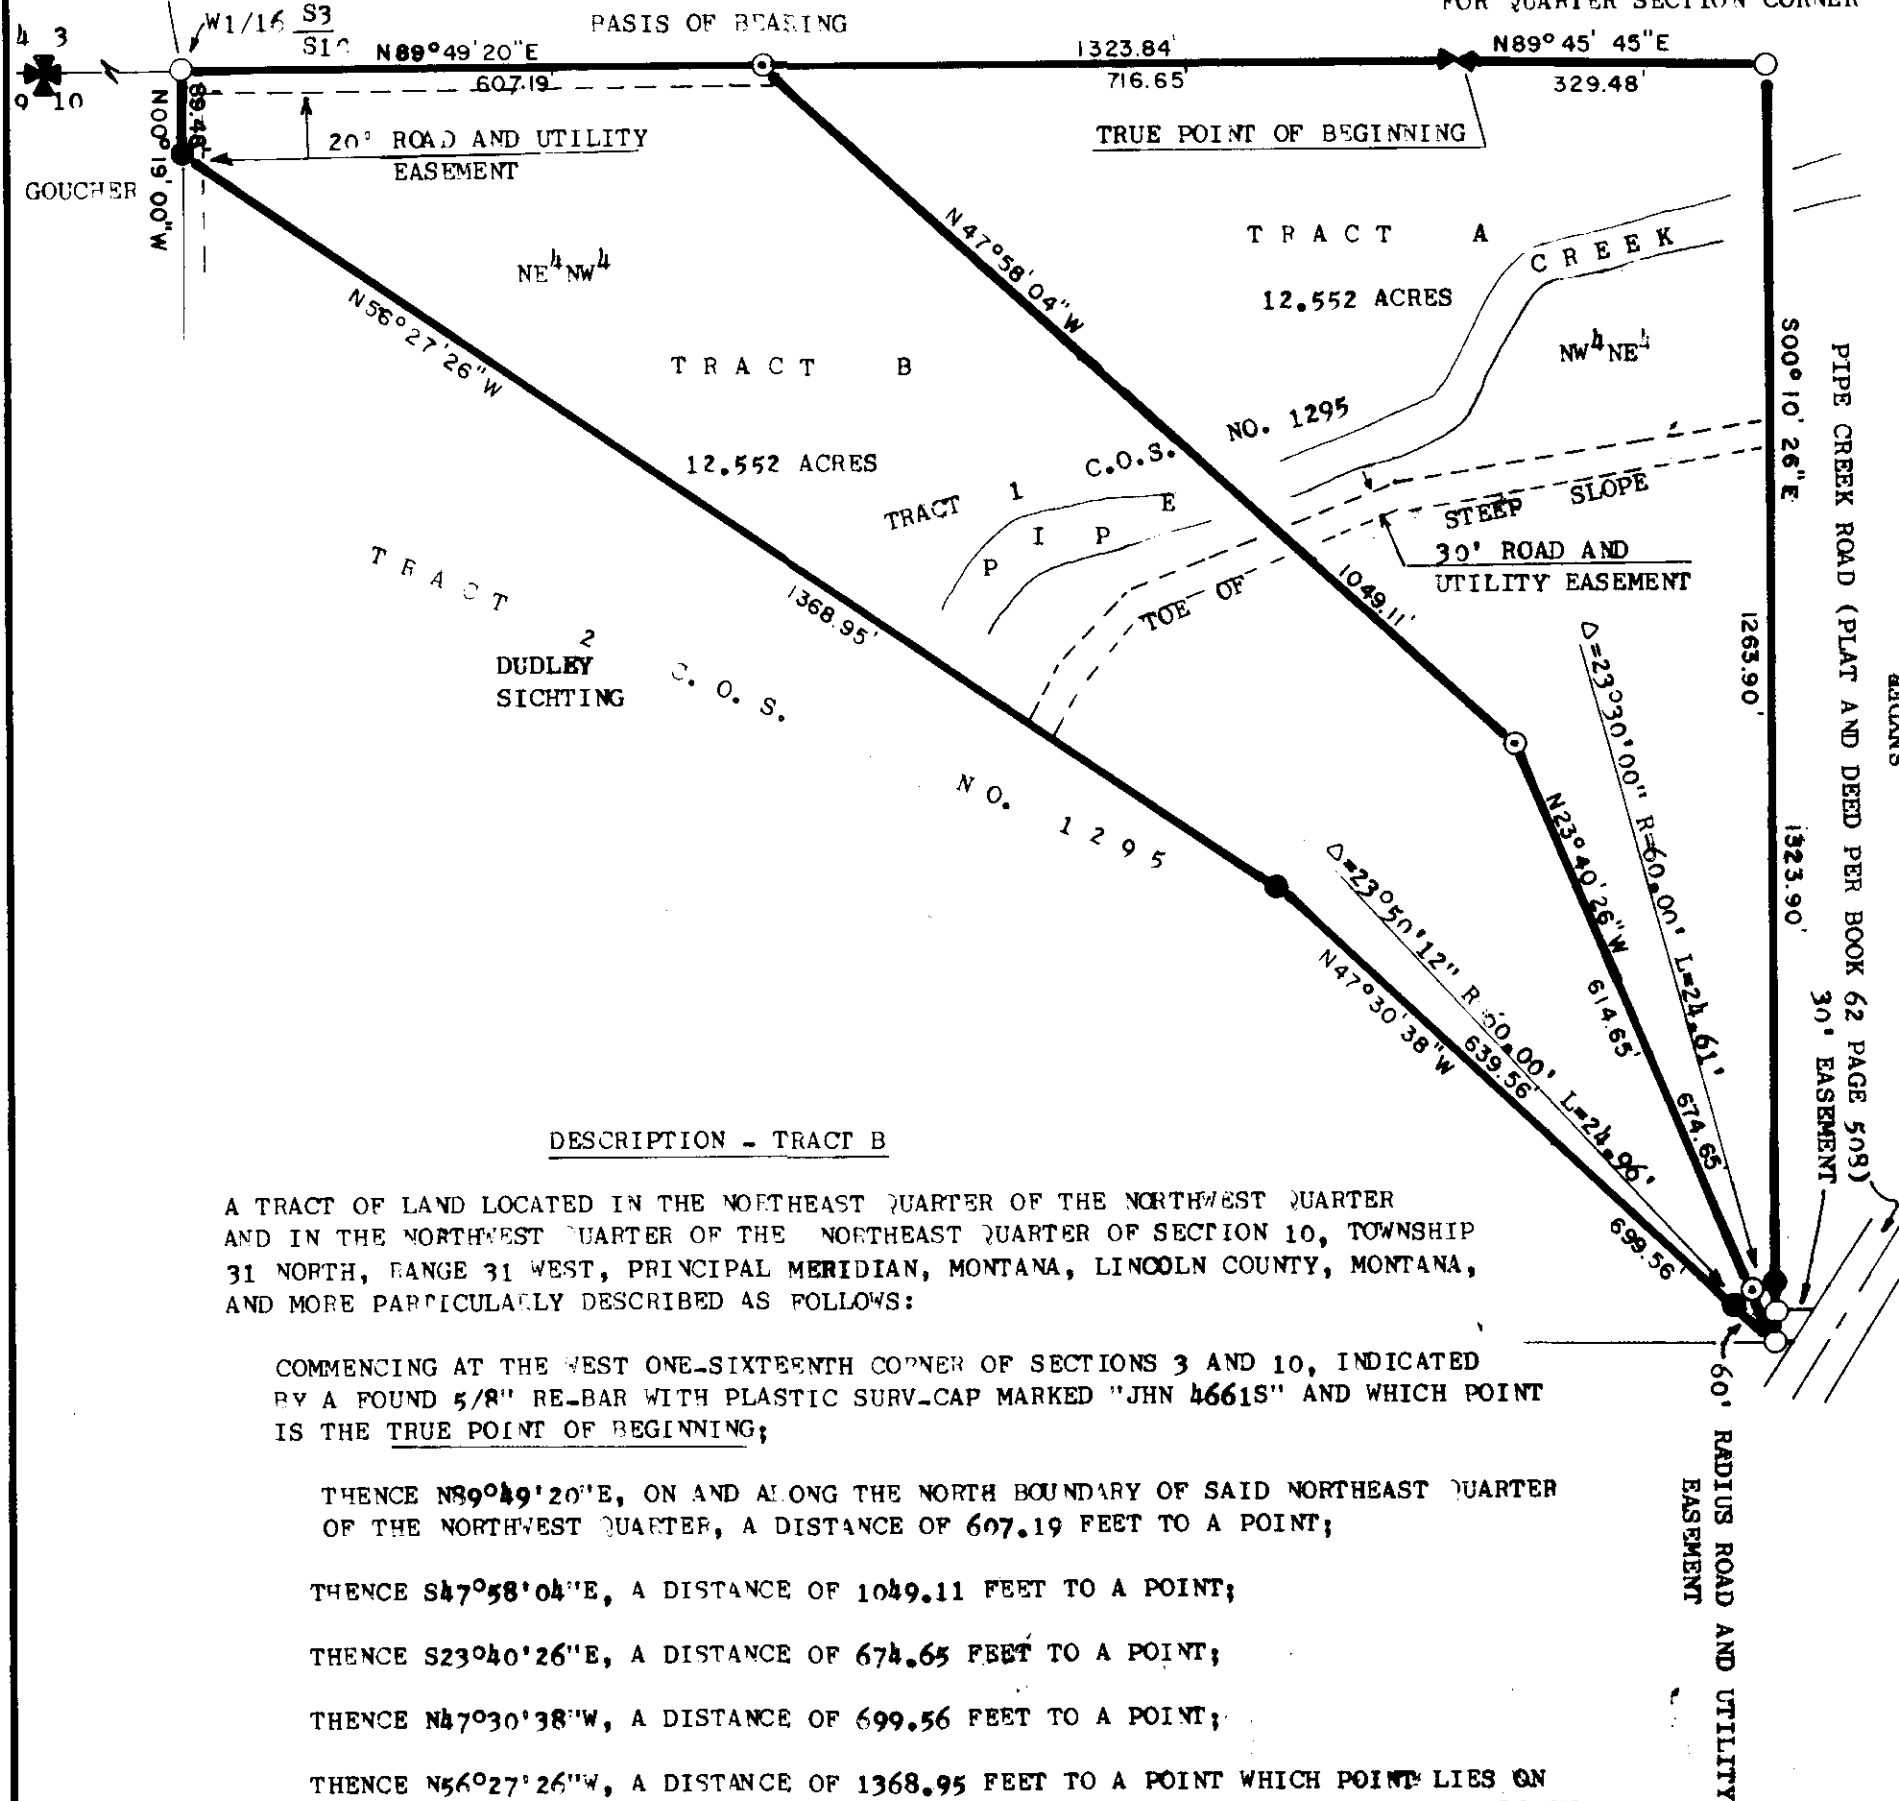 FOR QUARTER SECTION CORNER
W1/16 S3
S10
BASIS OF BEARING
4 3
9 10
N89°49'20"E
607.19'
1323.84'
716.65'
N89°45'45"E
329.48'
89.48'
N00°19'00"W
20' ROAD AND UTILITY
EASEMENT
TRUE POINT OF BEGINNING
GOUCHER
NE4NW4
N56°27'26"W
1368.95'
N47°58'04"W
1049.11'
TRACT A
12.552 ACRES
CREEK
NW4NE4
TRACT B
12.552 ACRES
TRACT 1 C.O.S. NO. 1295
PIPE
TOE OF STEEP SLOPE
30' ROAD AND
UTILITY EASEMENT
S00°10'26"E
1263.90'
1323.90'
PIPE CREEK ROAD (PLAT AND DEED PER BOOK 62 PAGE 508)
30' EASEMENT
TRACT 2 C.O.S. NO. 1295
DUDLEY
SICHTING
Δ=23°30'00" R=60.00' L=24.61'
N23°40'26"W
614.65'
674.65'
Δ=23°50'12" R=60.00' L=24.96'
N47°30'38"W
639.56'
699.56'
60' RADIUS ROAD AND UTILITY
EASEMENT
DESCRIPTION - TRACT B
A TRACT OF LAND LOCATED IN THE NORTHEAST QUARTER OF THE NORTHWEST QUARTER
AND IN THE NORTHWEST QUARTER OF THE NORTHEAST QUARTER OF SECTION 10, TOWNSHIP
31 NORTH, RANGE 31 WEST, PRINCIPAL MERIDIAN, MONTANA, LINCOLN COUNTY, MONTANA,
AND MORE PARTICULARLY DESCRIBED AS FOLLOWS:
COMMENCING AT THE WEST ONE-SIXTEENTH CORNER OF SECTIONS 3 AND 10, INDICATED
BY A FOUND 5/8" RE-BAR WITH PLASTIC SURV-CAP MARKED "JHN 4661S" AND WHICH POINT
IS THE TRUE POINT OF BEGINNING;
THENCE N89°49'20"E, ON AND ALONG THE NORTH BOUNDARY OF SAID NORTHEAST QUARTER
OF THE NORTHWEST QUARTER, A DISTANCE OF 607.19 FEET TO A POINT;
THENCE S47°58'04"E, A DISTANCE OF 1049.11 FEET TO A POINT;
THENCE S23°40'26"E, A DISTANCE OF 674.65 FEET TO A POINT;
THENCE N47°30'38"W, A DISTANCE OF 699.56 FEET TO A POINT;
THENCE N56°27'26"W, A DISTANCE OF 1368.95 FEET TO A POINT WHICH POINT LIES ON